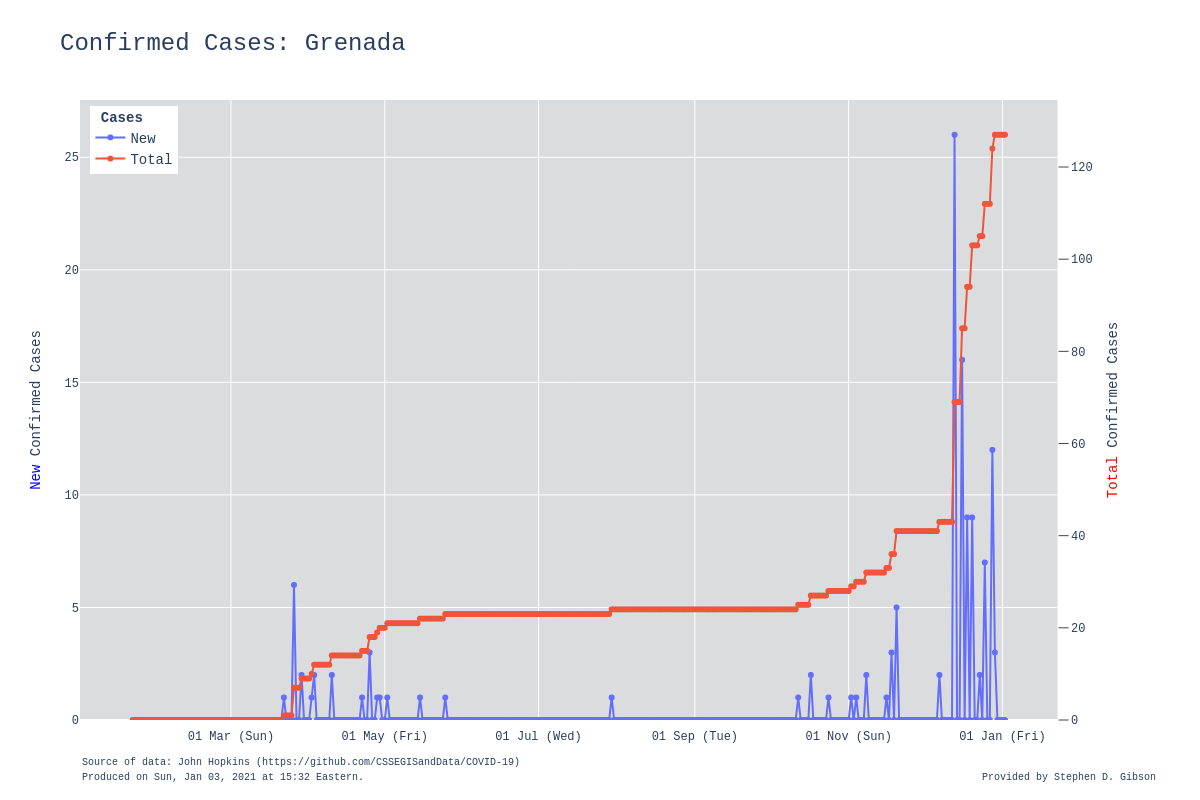 Confirmed Cases: Grenada
Cases
New
Total
25
20
15
10
5
0
120
100
80
60
40
20
0
New Confirmed Cases
Total Confirmed Cases
01 Mar (Sun)
01 May (Fri)
01 Jul (Wed)
01 Sep (Tue)
01 Nov (Sun)
01 Jan (Fri)
Source of data: John Hopkins (https://github.com/CSSEGISandData/COVID-19)
Produced on Sun, Jan 03, 2021 at 15:32 Eastern.
Provided by Stephen D. Gibson